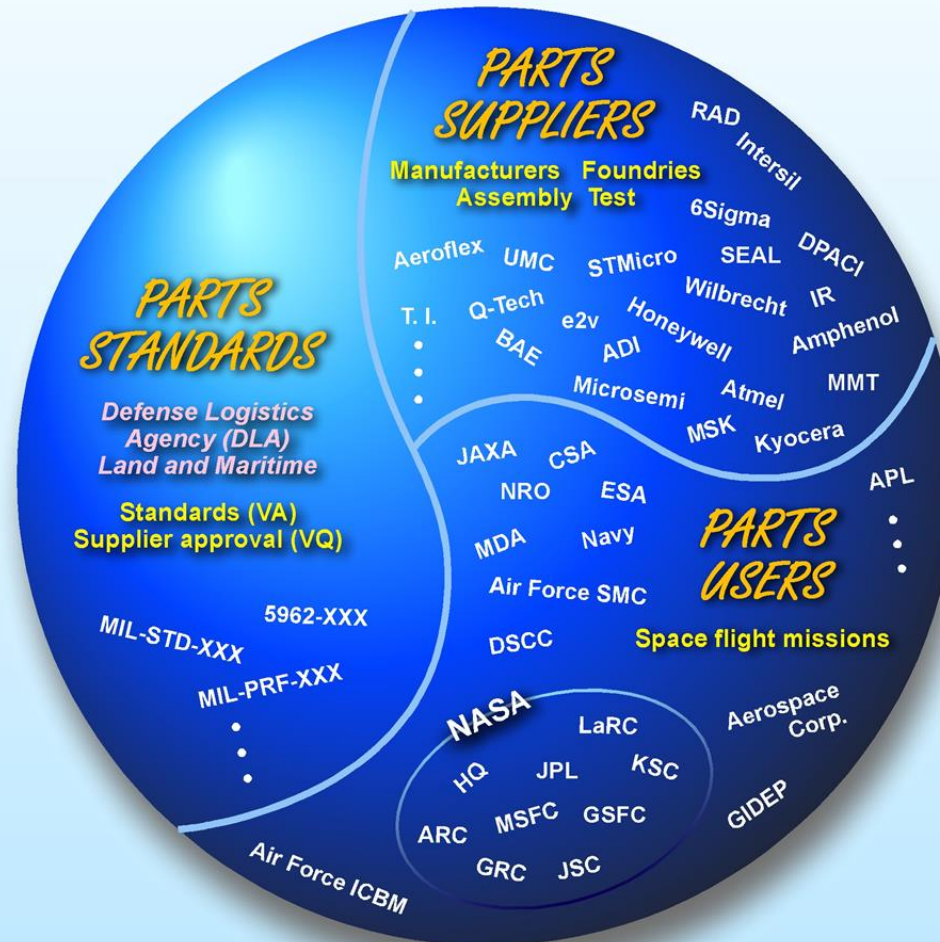 PARTS
SUPPLIERS
Manufacturers Foundries
Assembly Test
RAD
Intersil
6Sigma
DPACI
Aeroflex
UMC
STMicro
SEAL
Wilbrecht
IR
T. I.
Q-Tech
e2v
Honeywell
Amphenol
BAE
ADI
Microsemi
Atmel
MMT
MSK
Kyocera
PARTS
STANDARDS
Defense Logistics
Agency (DLA)
Land and Maritime
Standards (VA)
Supplier approval (VQ)
5962-XXX
MIL-STD-XXX
MIL-PRF-XXX
JAXA
CSA
APL
NRO
ESA
PARTS
USERS
MDA
Navy
Air Force SMC
Space flight missions
DSCC
NASA
LaRC
Aerospace
Corp.
HQ
JPL
KSC
ARC
MSFC
GSFC
GIDEP
GRC
JSC
Air Force ICBM